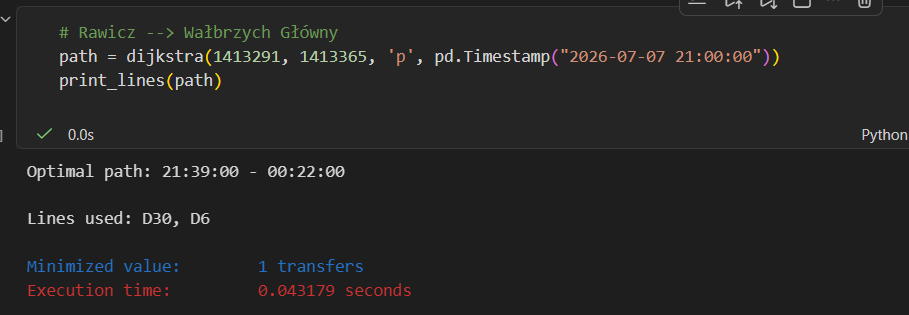 # Rawicz --> Wałbrzych Główny
path = dijkstra(1413291, 1413365, 'p', pd.Timestamp("2026-07-07 21:00:00"))
print_lines(path)
0.0s
Python
Optimal path: 21:39:00 - 00:22:00
Lines used: D30, D6
Minimized value: 1 transfers
Execution time: 0.043179 seconds